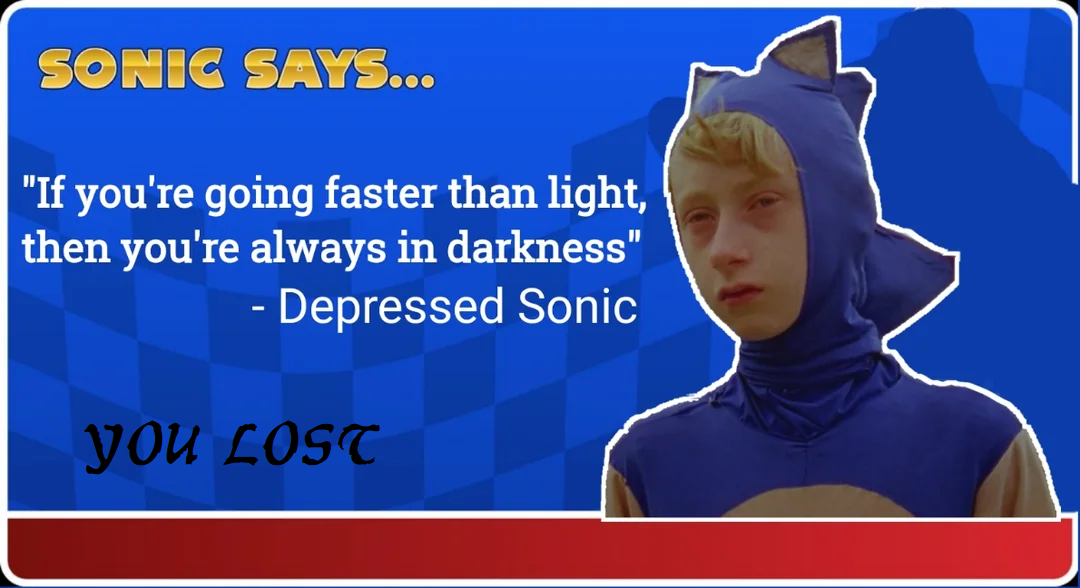 SONIC SAYS...
"If you're going faster than light,
then you're always in darkness"
- Depressed Sonic
YOU LOST